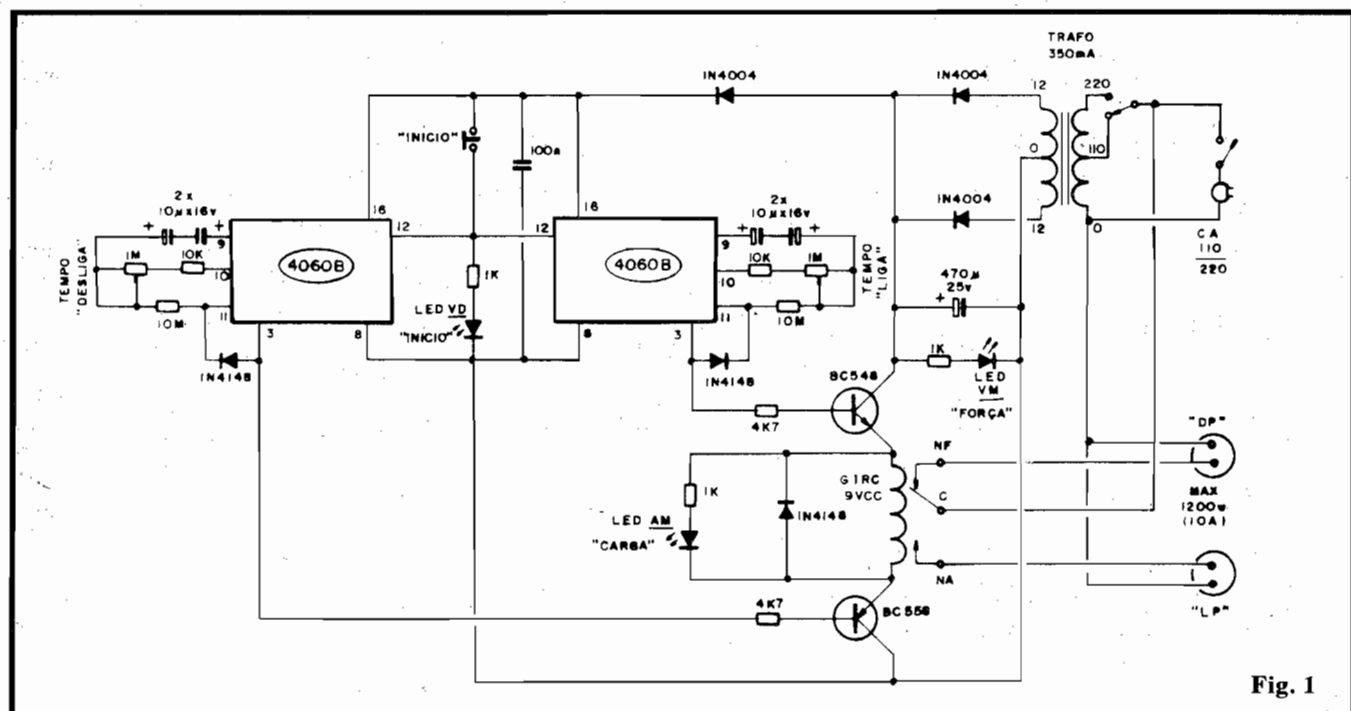 TRAFO
350mA
1N4004
1N4004
12
220
"INICIO"
100n
0
110
2x
10µx16v
+
+
16
9
12
10
4060B
TEMPO
"DESLIGA"
1M
10K
10M
11
3
8
1N4148
1K
LED VD
"INICIO"
16
12
4060B
2x
10µx16v
+
+
9
10K
1M
10
10M
11
TEMPO
"LIGA"
8
3
1N4148
1N4004
12
0
CA
110
220
470µ
25v
+
1K
LED
VM
"FORÇA"
BC548
4K7
"DP"
NF
C
NA
G1RC
9VCC
MAX
1200w
(10A)
1K
1N4148
LED AM
"CARGA"
"LP"
4K7
BC558
Fig. 1